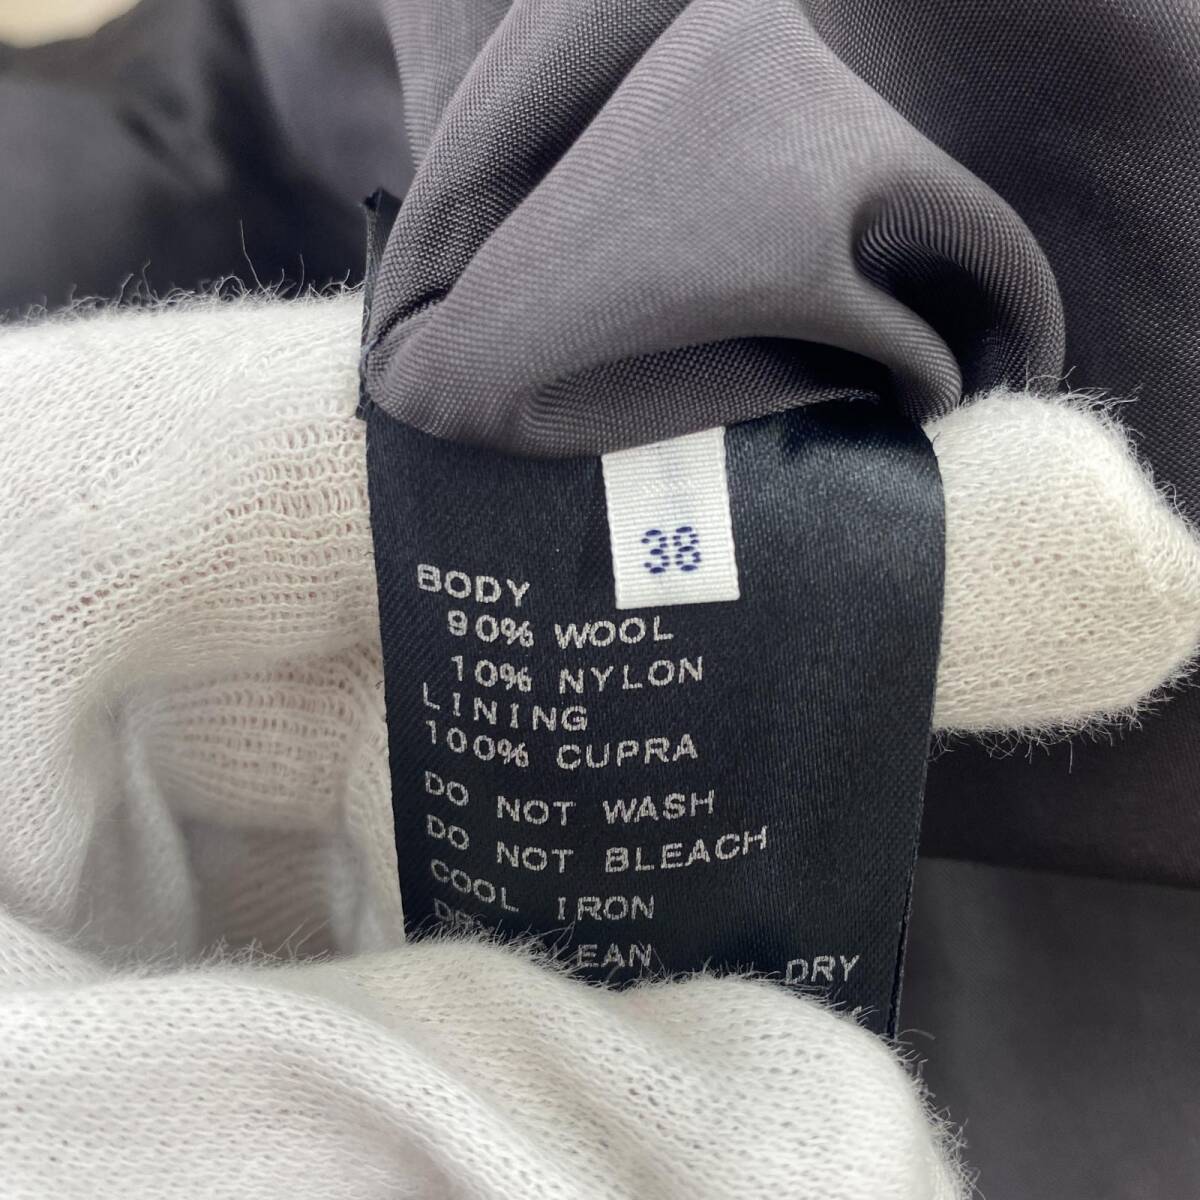 38
BODY
90% WOOL
10% NYLON
LINING
100% CUPRA
DO NOT WASH
DO NOT BLEACH
COOL IRON
DRY